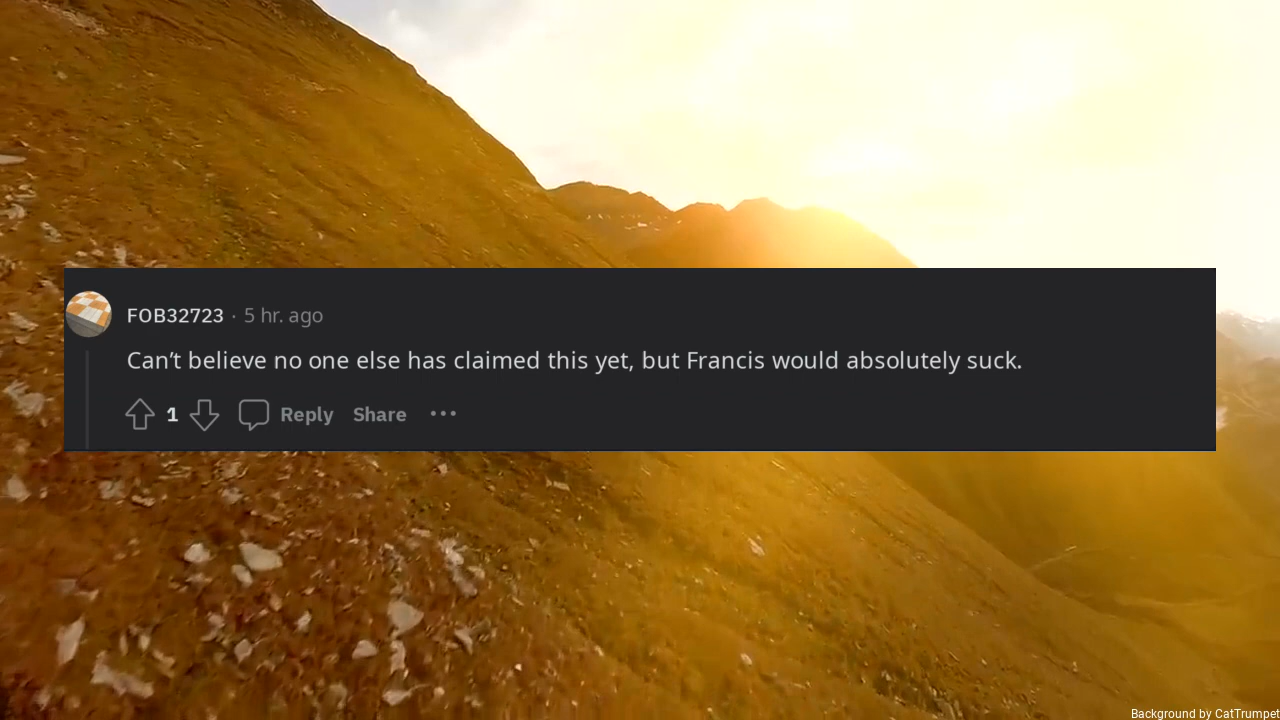 FOB32723 · 5 hr. ago
Can’t believe no one else has claimed this yet, but Francis would absolutely suck.
1 Reply Share ···
Background by CatTrumpet